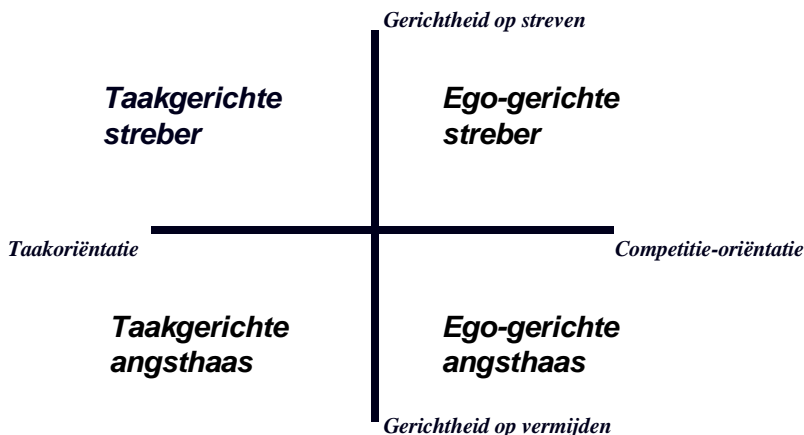 Gerichtheid op streven
Taakgerichte
streber
Ego-gerichte
streber
Taakoriëntatie
Competitie-oriëntatie
Taakgerichte
angsthaas
Ego-gerichte
angsthaas
Gerichtheid op vermijden